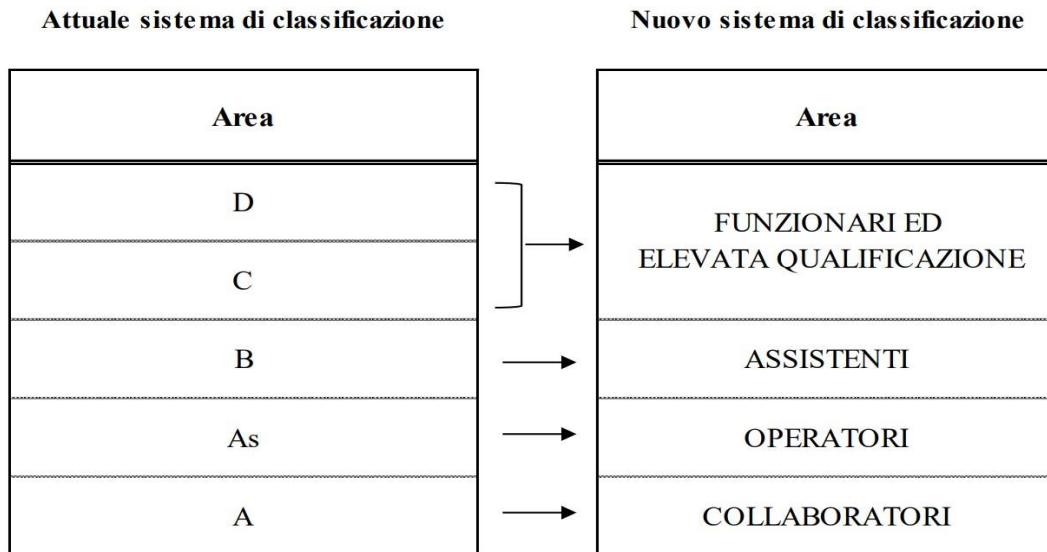 Attuale sistema di classificazione
Nuovo sistema di classificazione
Area
D
C
B
As
A
Area
FUNZIONARI ED
ELEVATA QUALIFICAZIONE
ASSISTENTI
OPERATORI
COLLABORATORI